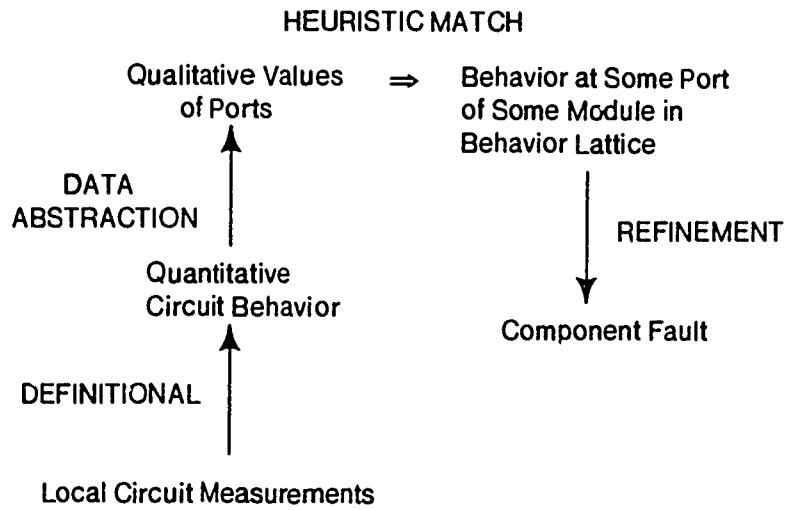 HEURISTIC MATCH
Qualitative Values
of Ports
⇒
Behavior at Some Port
of Some Module in
Behavior Lattice
DATA
ABSTRACTION
REFINEMENT
Quantitative
Circuit Behavior
Component Fault
DEFINITIONAL
Local Circuit Measurements